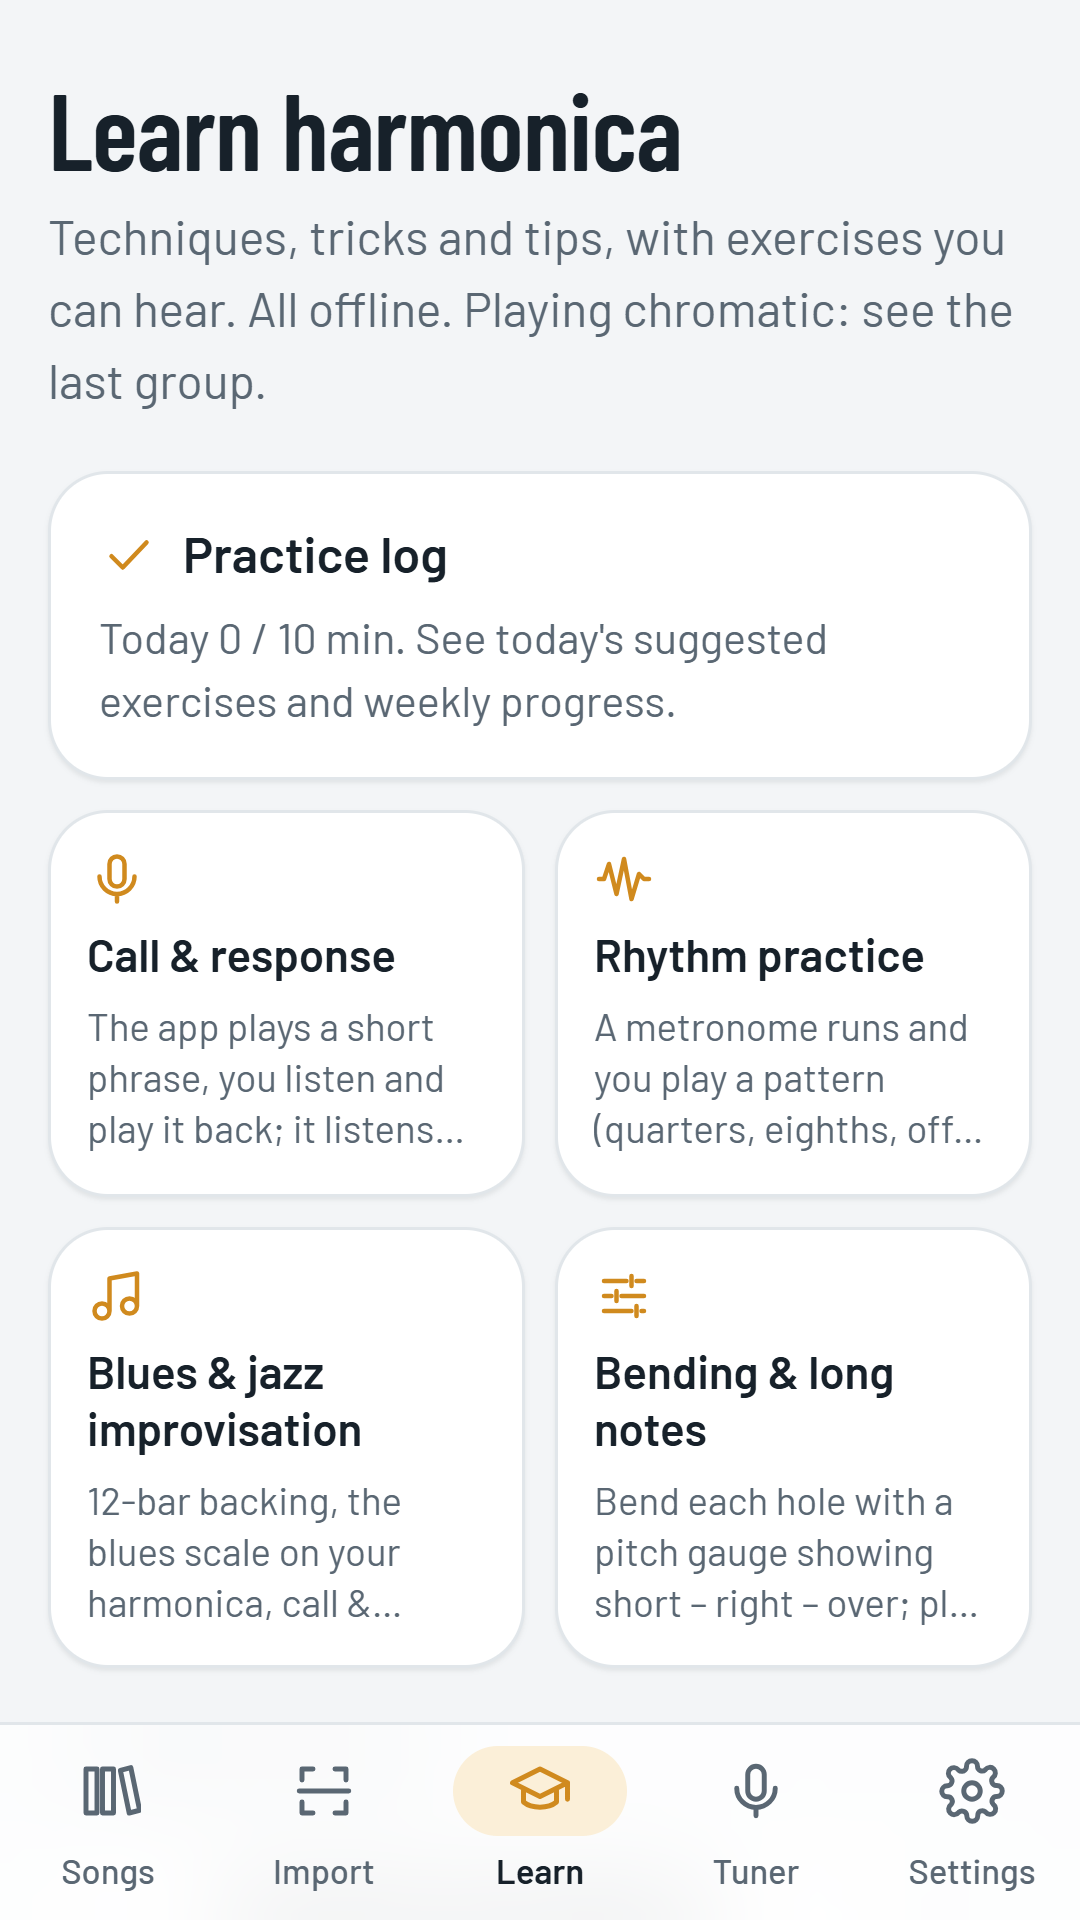 Learn harmonica
Techniques, tricks and tips, with exercises you
can hear. All offline. Playing chromatic: see the
last group.
Practice log
Today 0 / 10 min. See today's suggested
exercises and weekly progress.
Call & response
The app plays a short
phrase, you listen and
play it back; it listens...
Rhythm practice
A metronome runs and
you play a pattern
(quarters, eighths, off...
Blues & jazz
improvisation
12-bar backing, the
blues scale on your
harmonica, call &...
Bending & long
notes
Bend each hole with a
pitch gauge showing
short – right – over; pl...
Songs
Import
Learn
Tuner
Settings